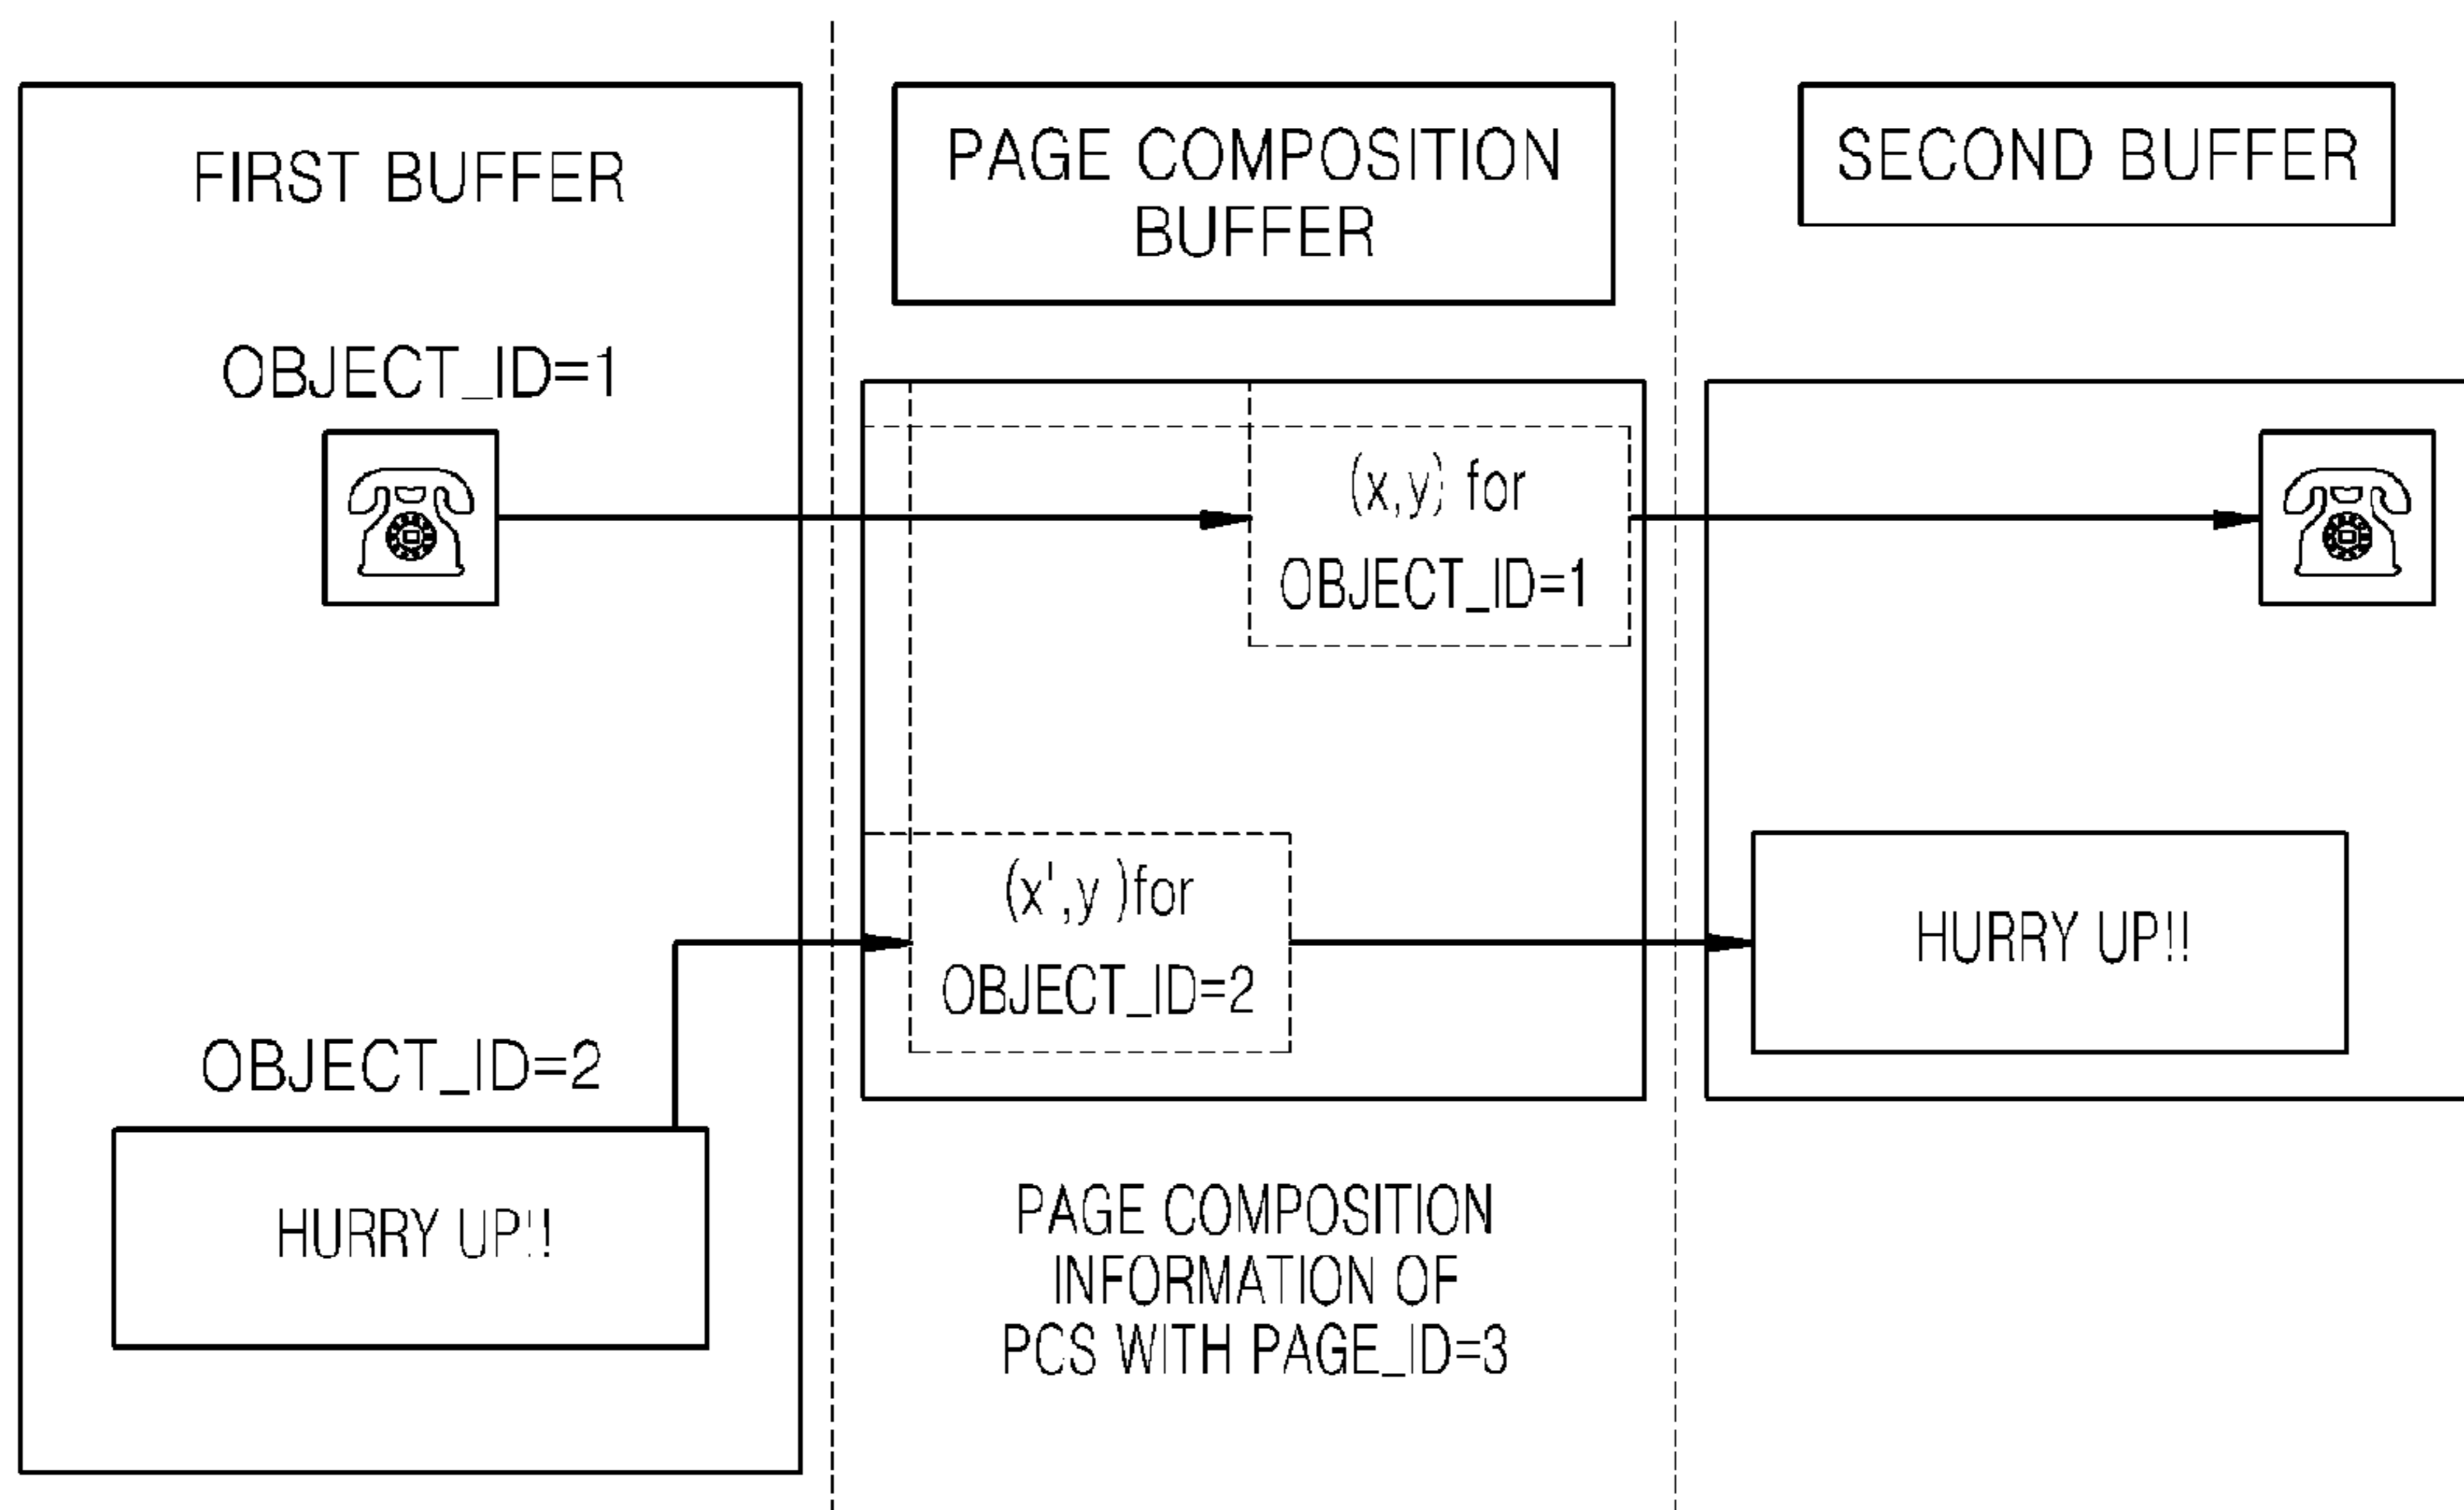 FIRST BUFFER
OBJECT_ID=1
OBJECT_ID=2
HURRY UP!!
PAGE COMPOSITION
BUFFER
(x,y) for
OBJECT_ID=1
(x',y )for
OBJECT_ID=2
PAGE COMPOSITION
INFORMATION OF
PCS WITH PAGE_ID=3
SECOND BUFFER
HURRY UP!!